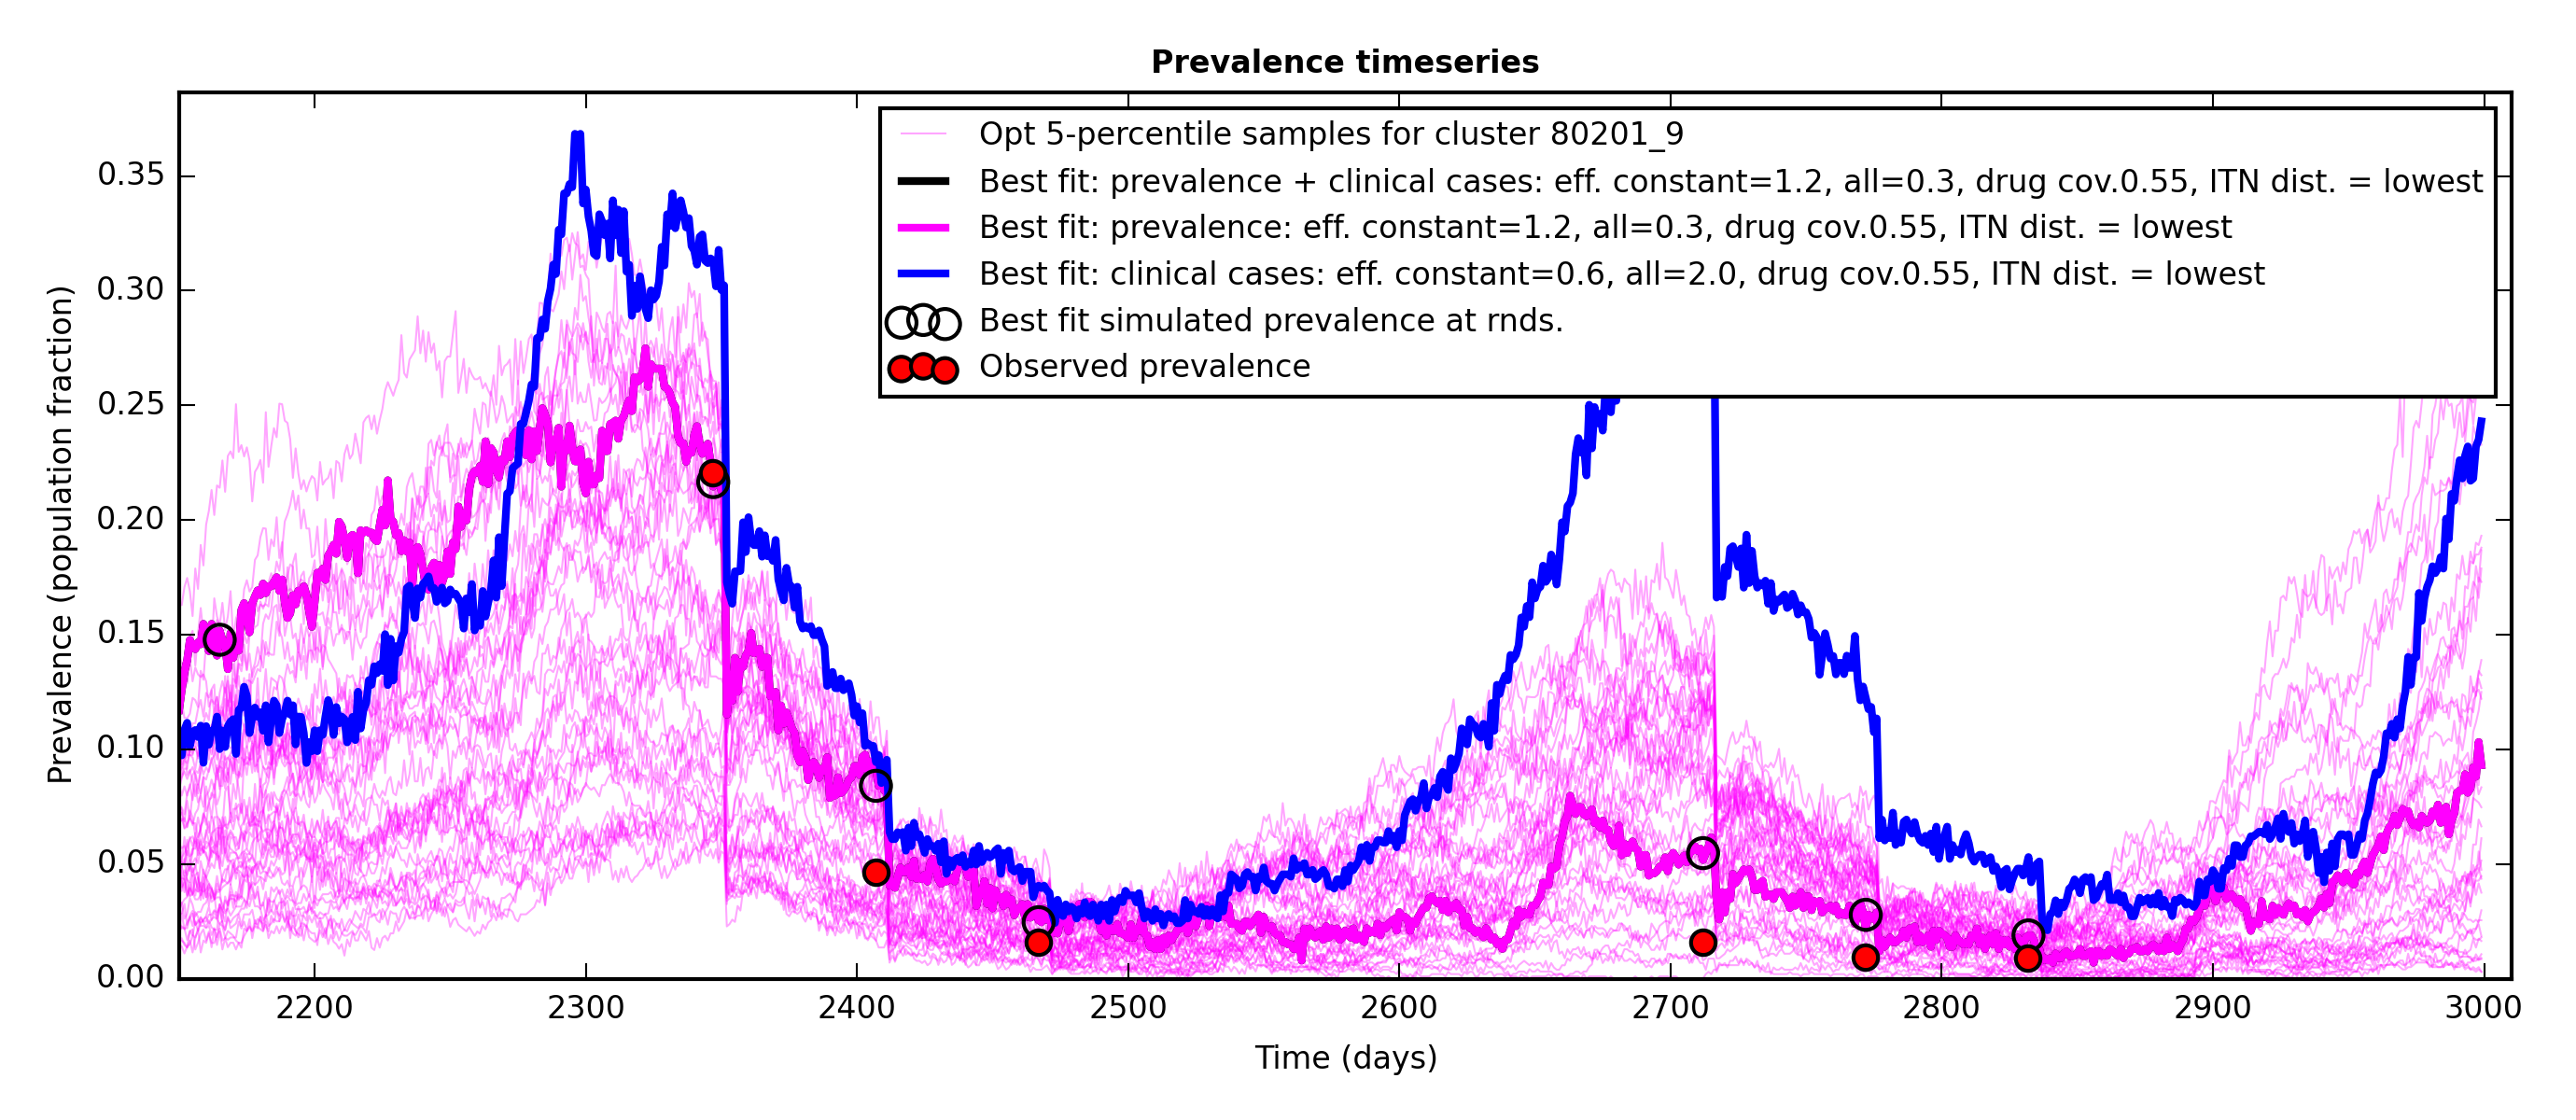 Prevalence timeseries
Opt 5-percentile samples for cluster 80201_9
Best fit: prevalence + clinical cases: eff. constant=1.2, all=0.3, drug cov.0.55, ITN dist. = lowest
Best fit: prevalence: eff. constant=1.2, all=0.3, drug cov.0.55, ITN dist. = lowest
Best fit: clinical cases: eff. constant=0.6, all=2.0, drug cov.0.55, ITN dist. = lowest
Best fit simulated prevalence at rnds.
Observed prevalence
Prevalence (population fraction)
0.35
0.30
0.25
0.20
0.15
0.10
0.05
0.00
2200 2300 2400 2500 2600 2700 2800 2900 3000
Time (days)